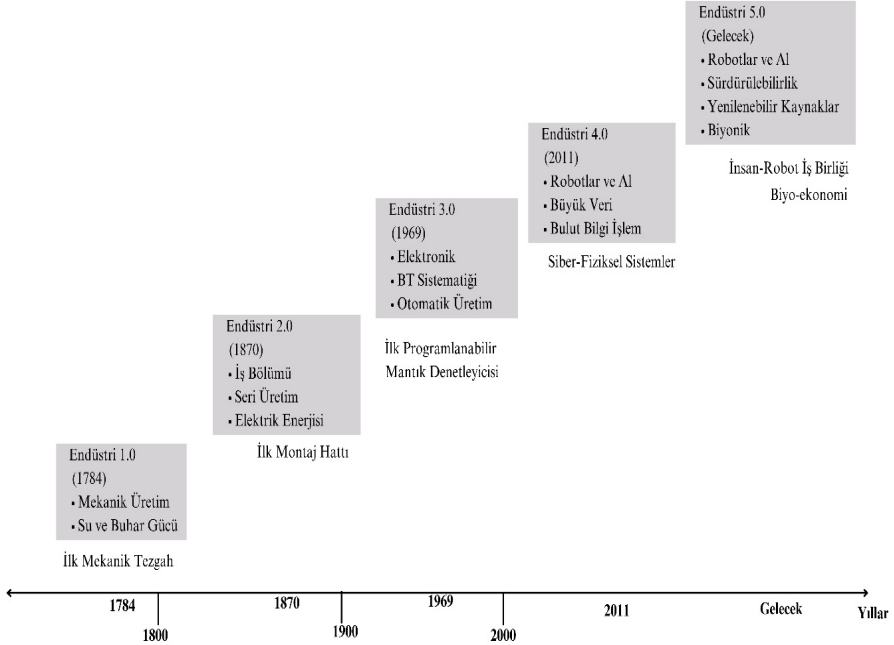 Endüstri 5.0
(Gelecek)
• Robotlar ve Al
• Sürdürülebilirlik
• Yenilenebilir Kaynaklar
• Biyonik
İnsan-Robot İş Birliği
Biyo-ekonomi
Endüstri 4.0
(2011)
• Robotlar ve Al
• Büyük Veri
• Bulut Bilgi İşlem
Siber-Fiziksel Sistemler
Endüstri 3.0
(1969)
• Elektronik
• BT Sistematiği
• Otomatik Üretim
İlk Programlanabilir
Mantık Denetleyicisi
Endüstri 2.0
(1870)
• İş Bölümü
• Seri Üretim
• Elektrik Enerjisi
İlk Montaj Hattı
Endüstri 1.0
(1784)
• Mekanik Üretim
• Su ve Buhar Gücü
İlk Mekanik Tezgah
1784 1870 1969 2011 Gelecek Yıllar
1800 1900 2000